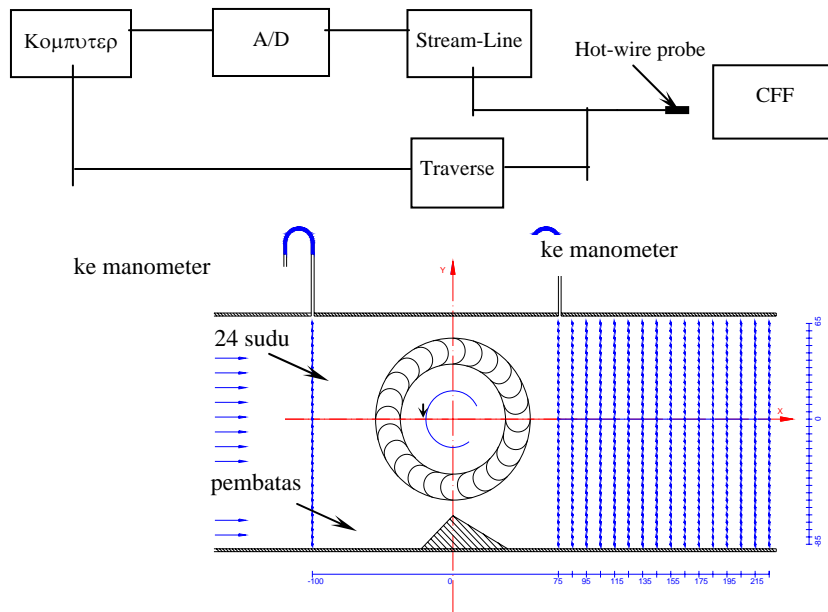 Κομπυτερ
A/D
Stream-Line
Hot-wire probe
CFF
Traverse
ke manometer
ke manometer
Y
24 sudu
X
pembatas
65
0
-85
-100
0
75
95
115
135
155
175
195
215